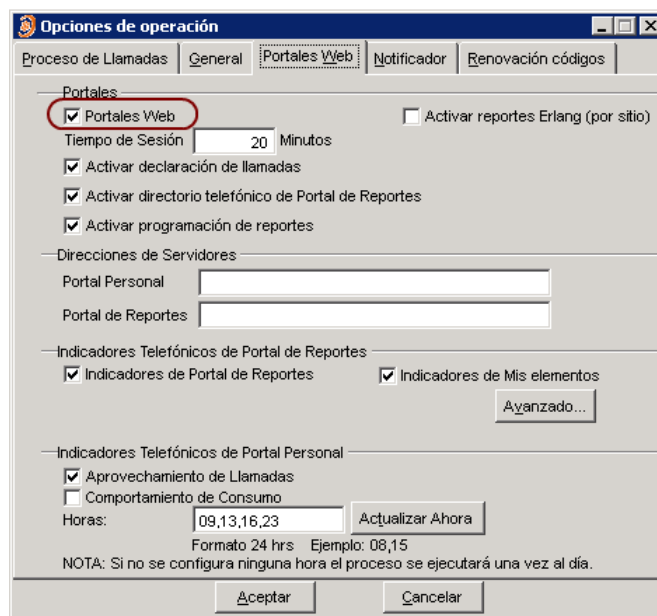 Opciones de operación
Proceso de Llamadas General Portales Web Notificador Renovación códigos
Portales
Portales Web Activar reportes Erlang (por sitio)
Tiempo de Sesión 20 Minutos
Activar declaración de llamadas
Activar directorio telefónico de Portal de Reportes
Activar programación de reportes
Direcciones de Servidores
Portal Personal
Portal de Reportes
Indicadores Telefónicos de Portal de Reportes
Indicadores de Portal de Reportes Indicadores de Mis elementos
Avanzado...
Indicadores Telefónicos de Portal Personal
Aprovechamiento de Llamadas
Comportamiento de Consumo
Horas: 09,13,16,23 Actualizar Ahora
Formato 24 hrs Ejemplo: 08,15
NOTA: Si no se configura ninguna hora el proceso se ejecutará una vez al día.
Aceptar Cancelar